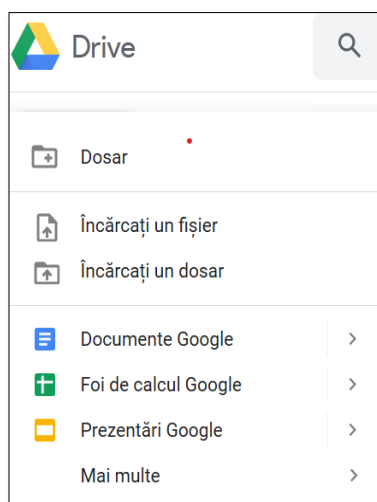 Drive
Dosar
Încărcați un fișier
Încărcați un dosar
Documente Google
Foi de calcul Google
Prezentări Google
Mai multe